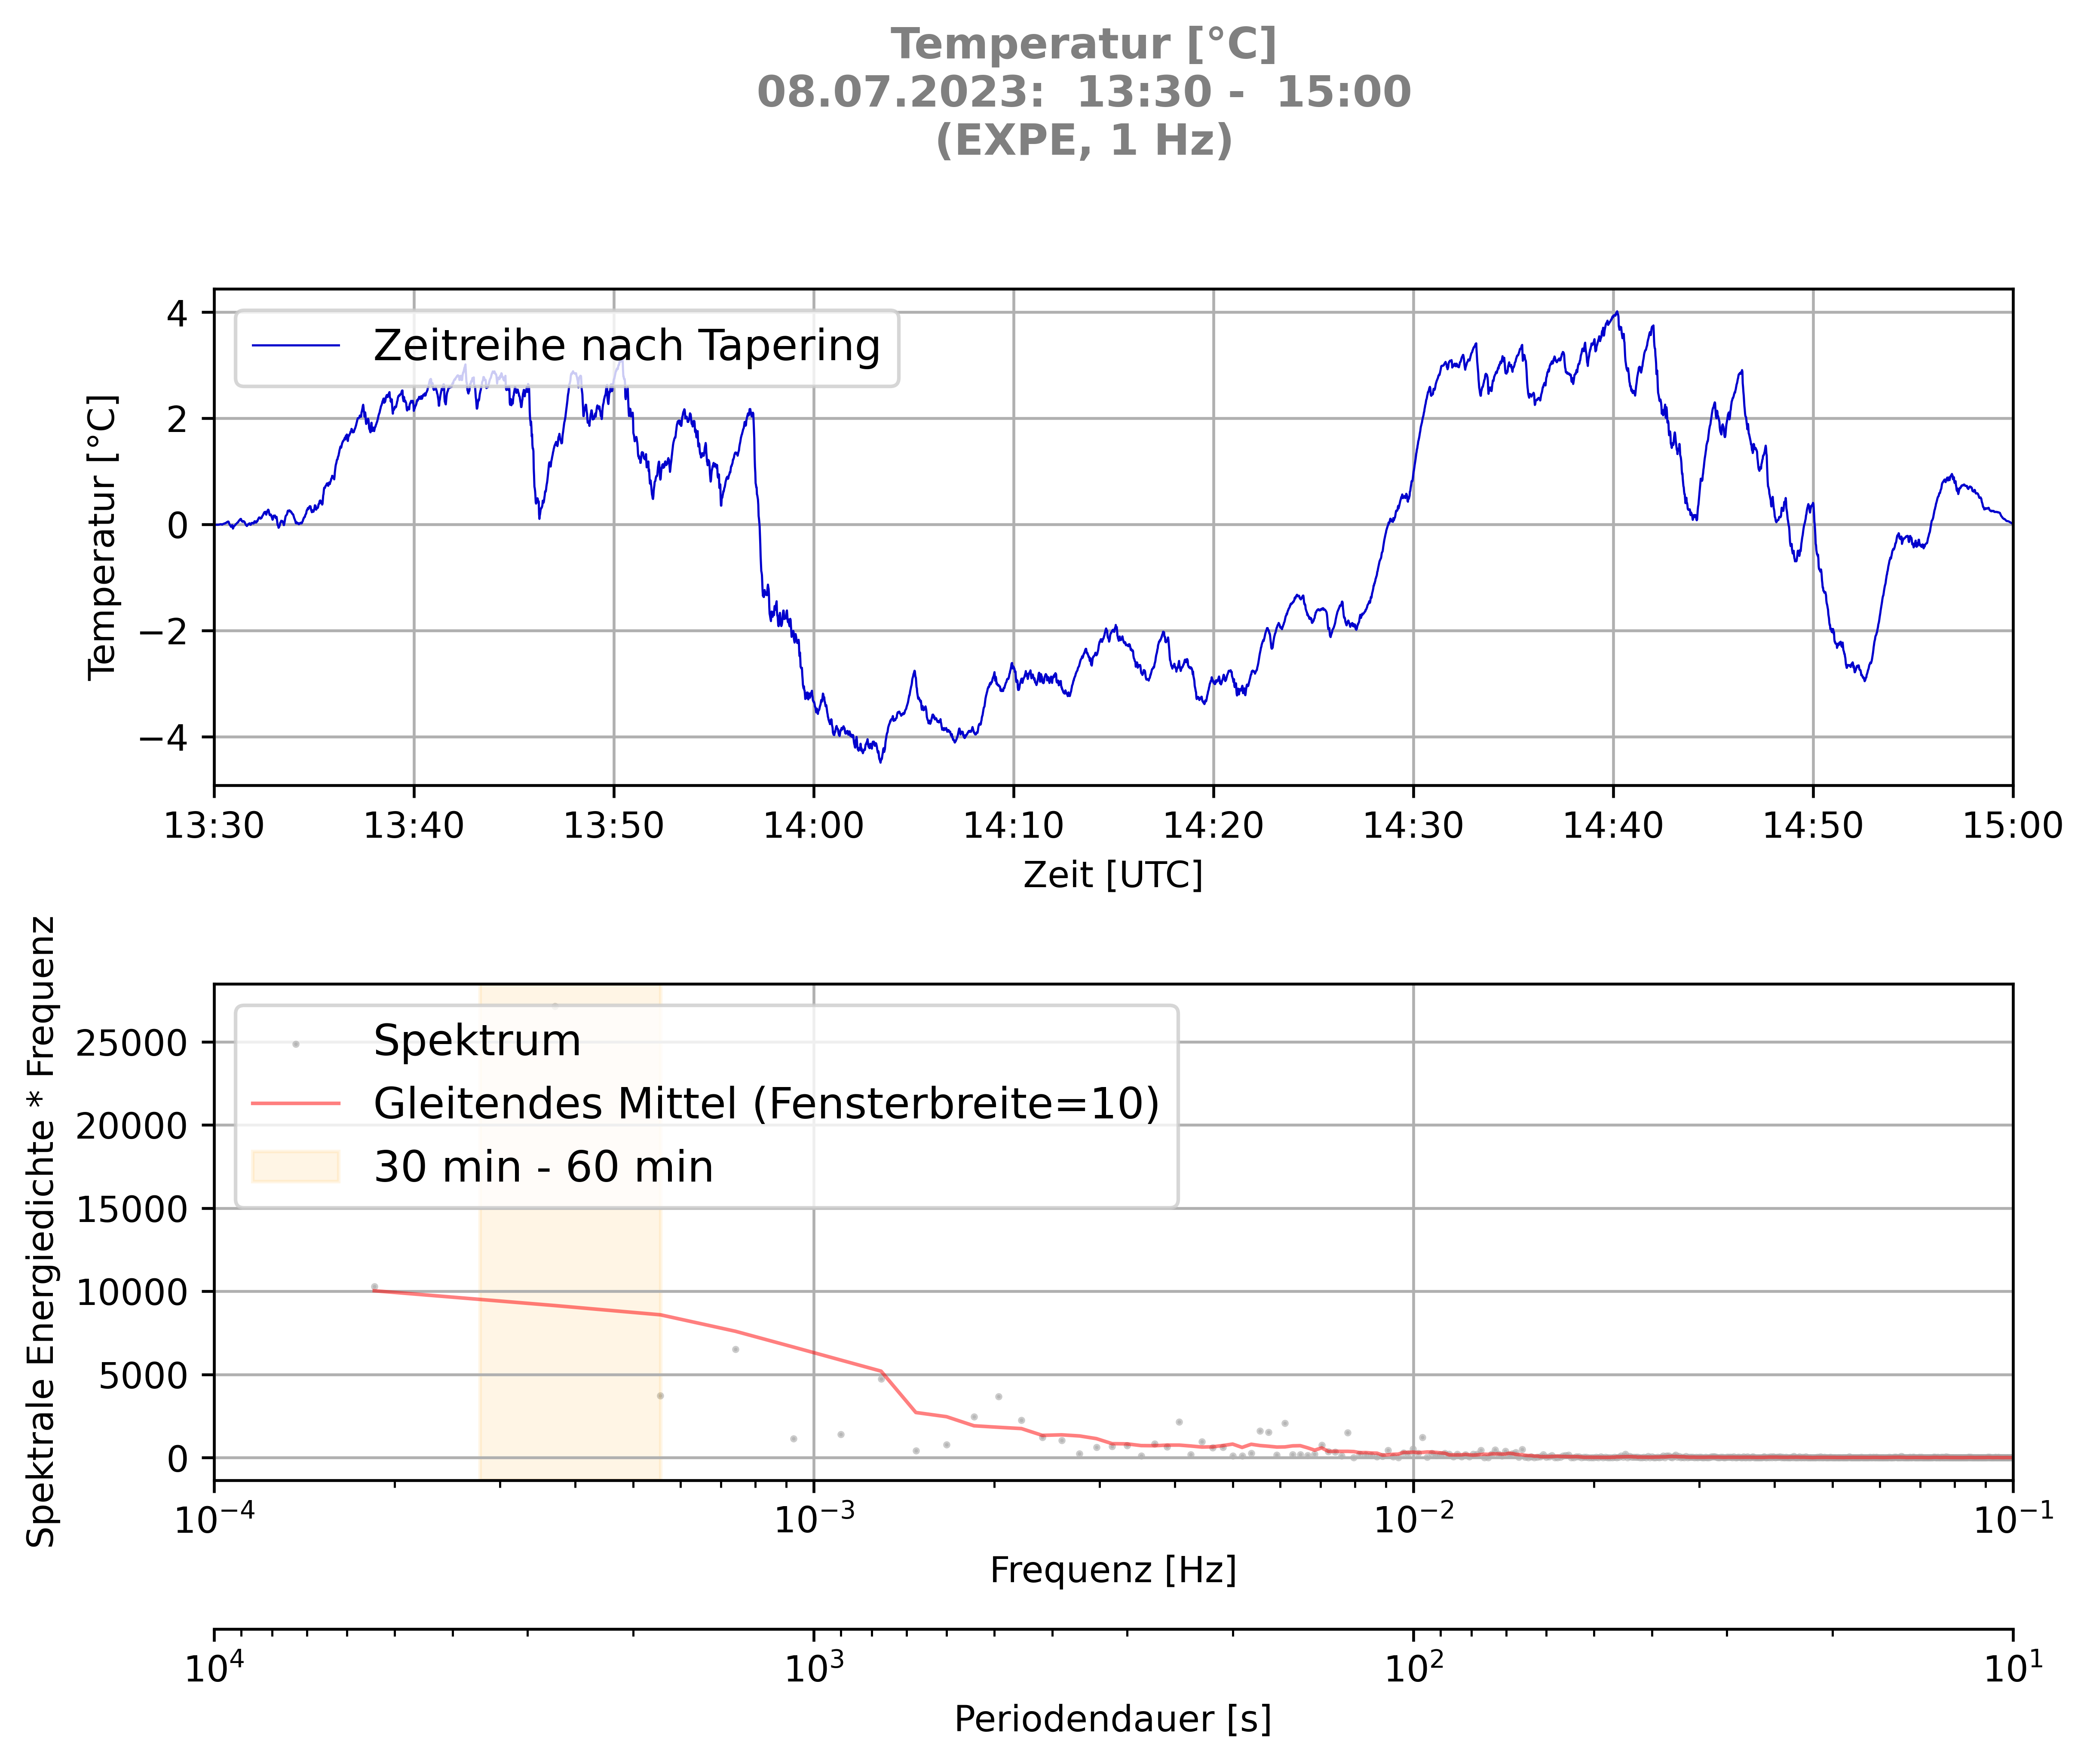 Temperatur [°C]
08.07.2023:  13:30 -  15:00
(EXPE, 1 Hz)
Temperatur [°C]
4
2
0
−2
−4
Zeitreihe nach Tapering
13:30 13:40 13:50 14:00 14:10 14:20 14:30 14:40 14:50 15:00
Zeit [UTC]
Spektrale Energiedichte * Frequenz
25000
20000
15000
10000
5000
0
Spektrum
Gleitendes Mittel (Fensterbreite=10)
30 min - 60 min
10⁻⁴ 10⁻³ 10⁻² 10⁻¹
Frequenz [Hz]
10⁴ 10³ 10² 10¹
Periodendauer [s]